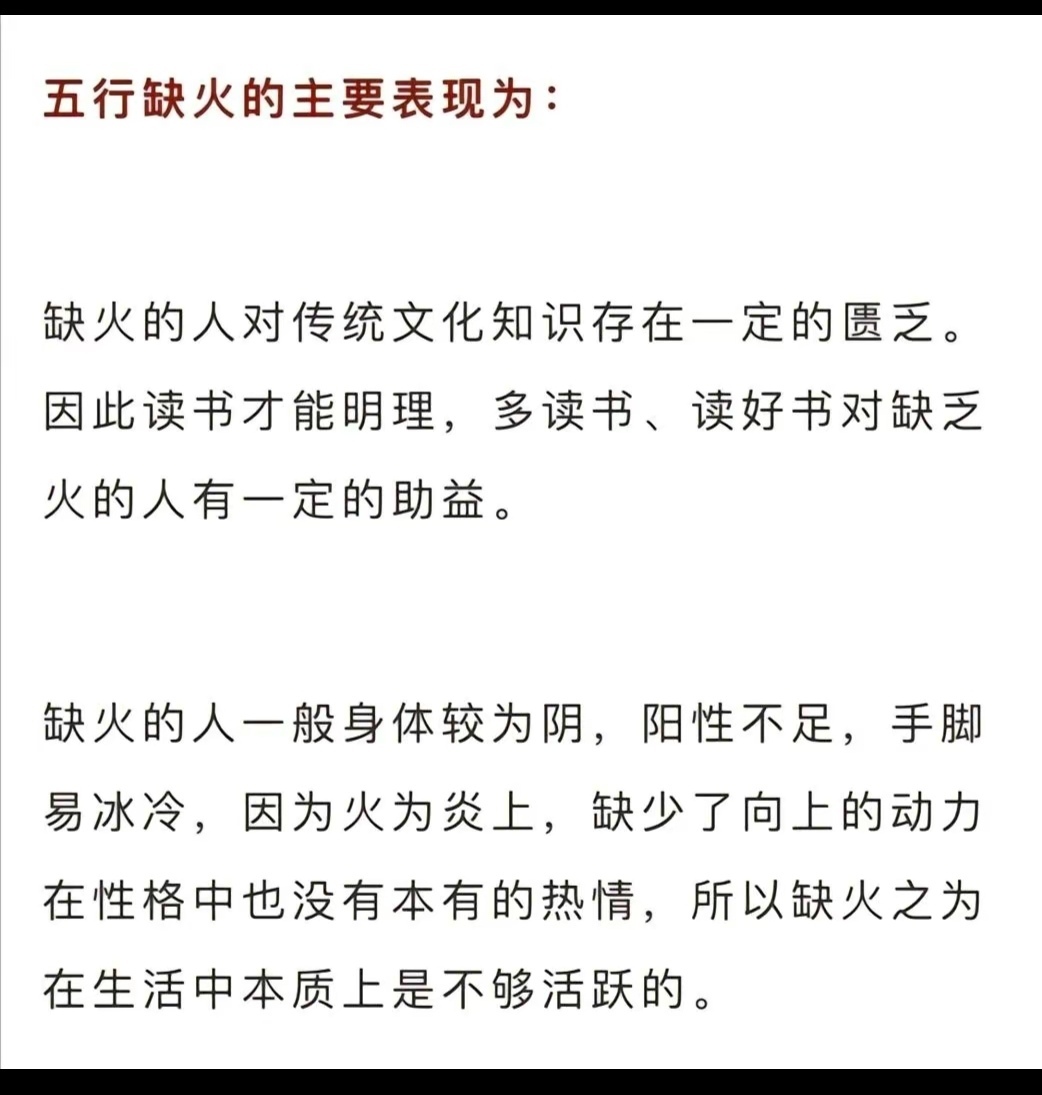 五行缺火的主要表现为：
缺火的人对传统文化知识存在一定的匮乏。
因此读书才能明理，多读书、读好书对缺乏
火的人有一定的助益。
缺火的人一般身体较为阴，阳性不足，手脚
易冰冷，因为火为炎上，缺少了向上的动力
在性格中也没有本有的热情，所以缺火之为
在生活中本质上是不够活跃的。